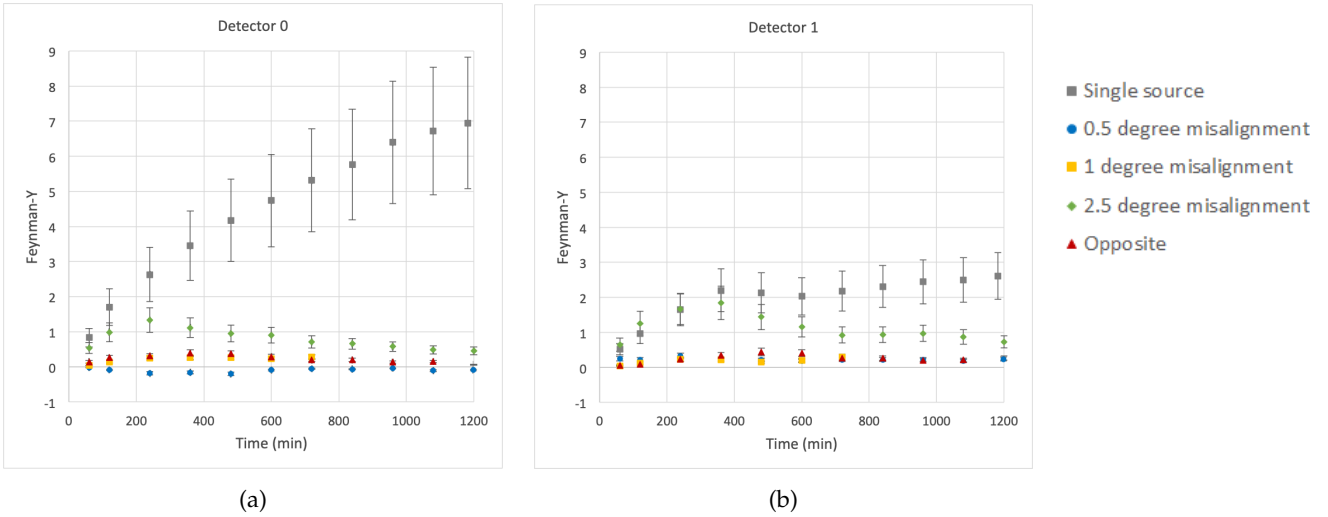 Detector 0
9
8
7
6
5
4
3
2
1
0
-1
Feynman-Y
0 200 400 600 800 1000 1200
Time (min)
(a)
Detector 1
9
8
7
6
5
4
3
2
1
0
-1
Feynman-Y
0 200 400 600 800 1000 1200
Time (min)
(b)
Single source
0.5 degree misalignment
1 degree misalignment
2.5 degree misalignment
Opposite